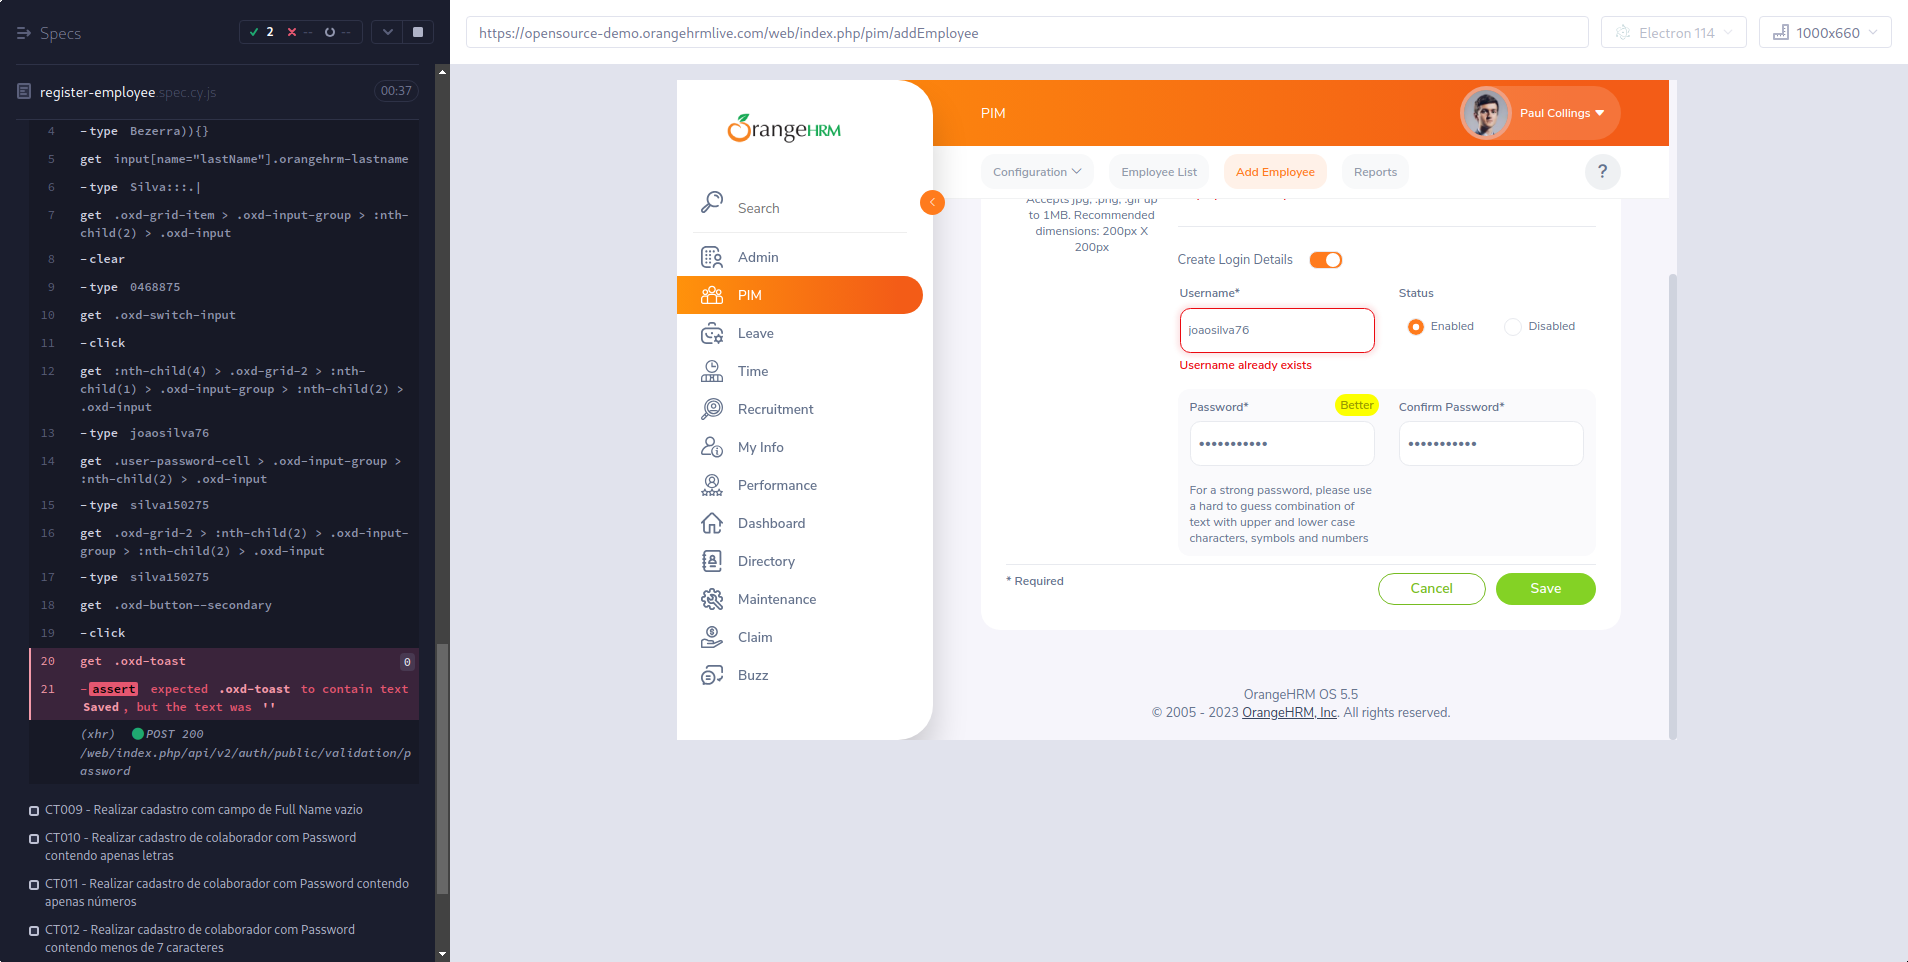 Specs
2 -- --
register-employee.spec.cy.js 00:37
4 -type Bezerra)){}
5 get input[name="lastName"].orangehrm-lastname
6 -type Silva:::.|
7 get .oxd-grid-item > .oxd-input-group > :nth-
child(2) > .oxd-input
8 -clear
9 -type 0468875
10 get .oxd-switch-input
11 -click
12 get :nth-child(4) > .oxd-grid-2 > :nth-
child(1) > .oxd-input-group > :nth-child(2) >
.oxd-input
13 -type joaosilva76
14 get .user-password-cell > .oxd-input-group >
:nth-child(2) > .oxd-input
15 -type silva150275
16 get .oxd-grid-2 > :nth-child(2) > .oxd-input-
group > :nth-child(2) > .oxd-input
17 -type silva150275
18 get .oxd-button--secondary
19 -click
20 get .oxd-toast 0
21 -assert expected .oxd-toast to contain text
Saved, but the text was ''
(xhr) POST 200
/web/index.php/api/v2/auth/public/validation/p
assword
CT009 - Realizar cadastro com campo de Full Name vazio
CT010 - Realizar cadastro de colaborador com Password
contendo apenas letras
CT011 - Realizar cadastro de colaborador com Password contendo
apenas números
CT012 - Realizar cadastro de colaborador com Password
contendo menos de 7 caracteres
https://opensource-demo.orangehrmlive.com/web/index.php/pim/addEmployee
Electron 114
1000x660
OrangeHRM
Search
Admin
PIM
Leave
Time
Recruitment
My Info
Performance
Dashboard
Directory
Maintenance
Claim
Buzz
PIM
Paul Collings
Configuration
Employee List
Add Employee
Reports
?
Accepts jpg, .png, .gif up
to 1MB. Recommended
dimensions: 200px X
200px
Create Login Details
Username* Status
joaosilva76
Enabled Disabled
Username already exists
Password* Better Confirm Password*
For a strong password, please use
a hard to guess combination of
text with upper and lower case
characters, symbols and numbers
* Required
Cancel Save
OrangeHRM OS 5.5
© 2005 - 2023 OrangeHRM, Inc. All rights reserved.